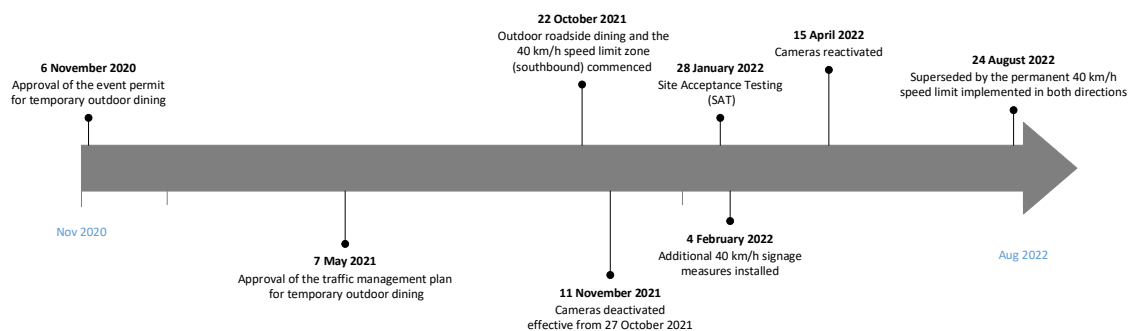 22 October 2021
Outdoor roadside dining and the
40 km/h speed limit zone
(southbound) commenced
15 April 2022
Cameras reactivated
6 November 2020
Approval of the event permit
for temporary outdoor dining
28 January 2022
Site Acceptance Testing
(SAT)
24 August 2022
Superseded by the permanent 40 km/h
speed limit implemented in both directions
Nov 2020
7 May 2021
Approval of the traffic management plan
for temporary outdoor dining
4 February 2022
Additional 40 km/h signage
measures installed
Aug 2022
11 November 2021
Cameras deactivated
effective from 27 October 2021